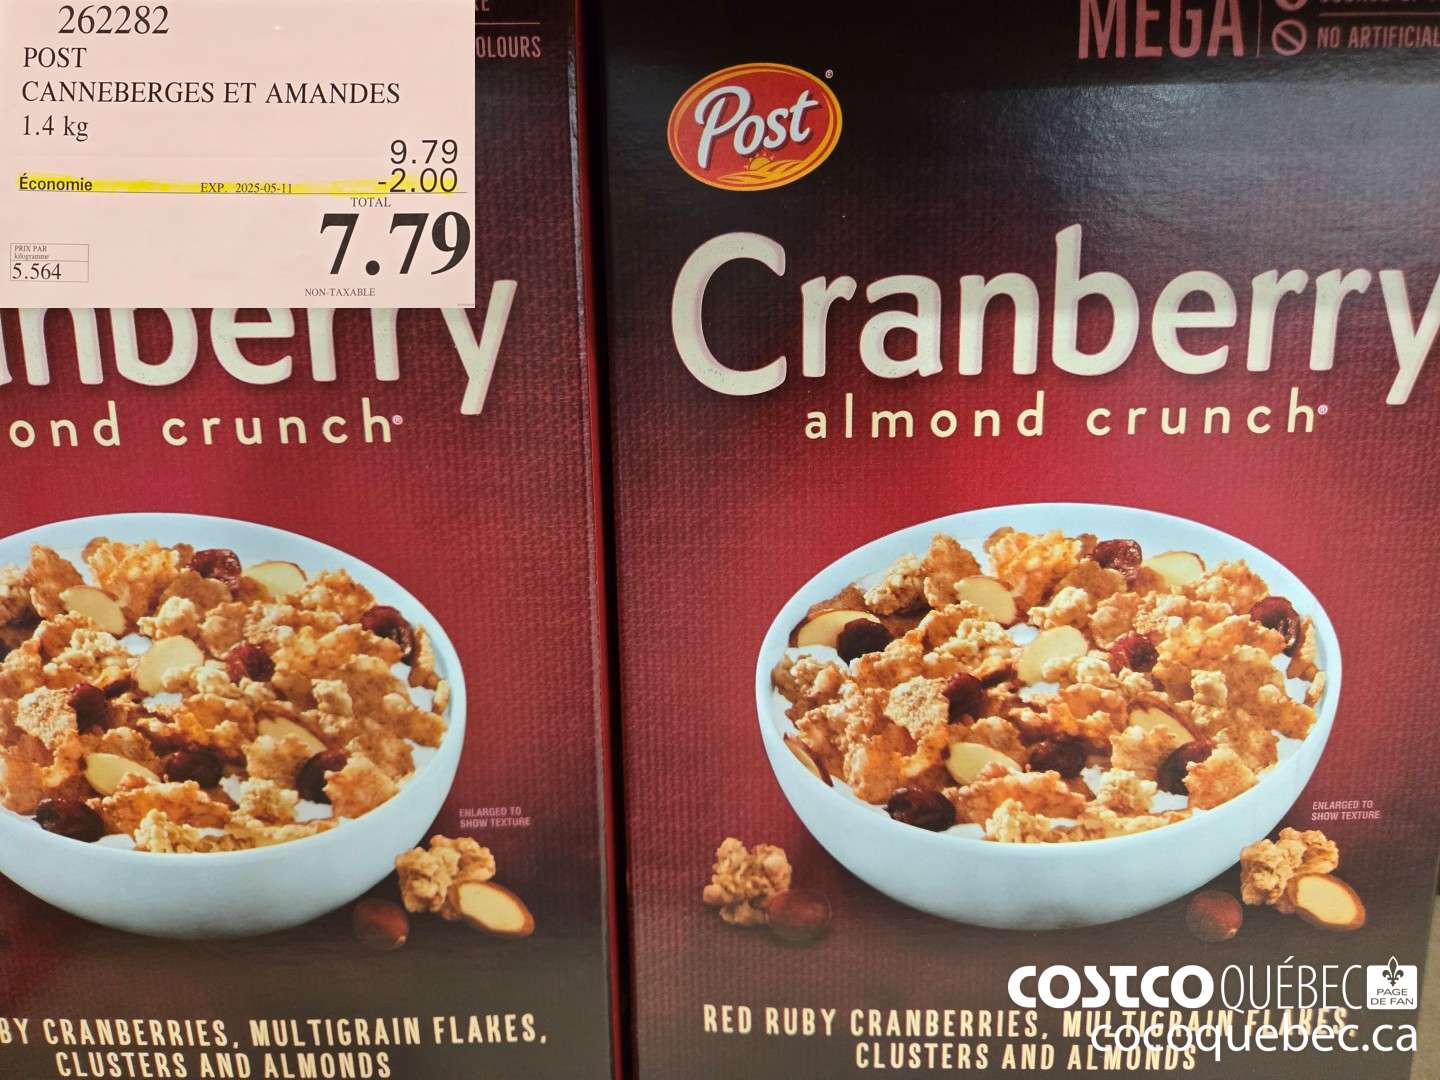 262282
POST
CANNEBERGES ET AMANDES
1.4 kg
9.79
Économie EXP. 2025-05-11 -2.00
TOTAL
7.79
PRIX PAR
kilogramme
5.564
NON-TAXABLE
OLOURS
nberry
ond crunch®
ENLARGED TO
SHOW TEXTURE
BY CRANBERRIES, MULTIGRAIN FLAKES,
CLUSTERS AND ALMONDS
MEGA
NO ARTIFICIAL
Post®
Cranberry
almond crunch®
ENLARGED TO
SHOW TEXTURE
RED RUBY CRANBERRIES, MULTIGRAIN FLAKES,
CLUSTERS AND ALMONDS
COSTCO QUÉBEC PAGE
DE FAN
cocoquebec.ca